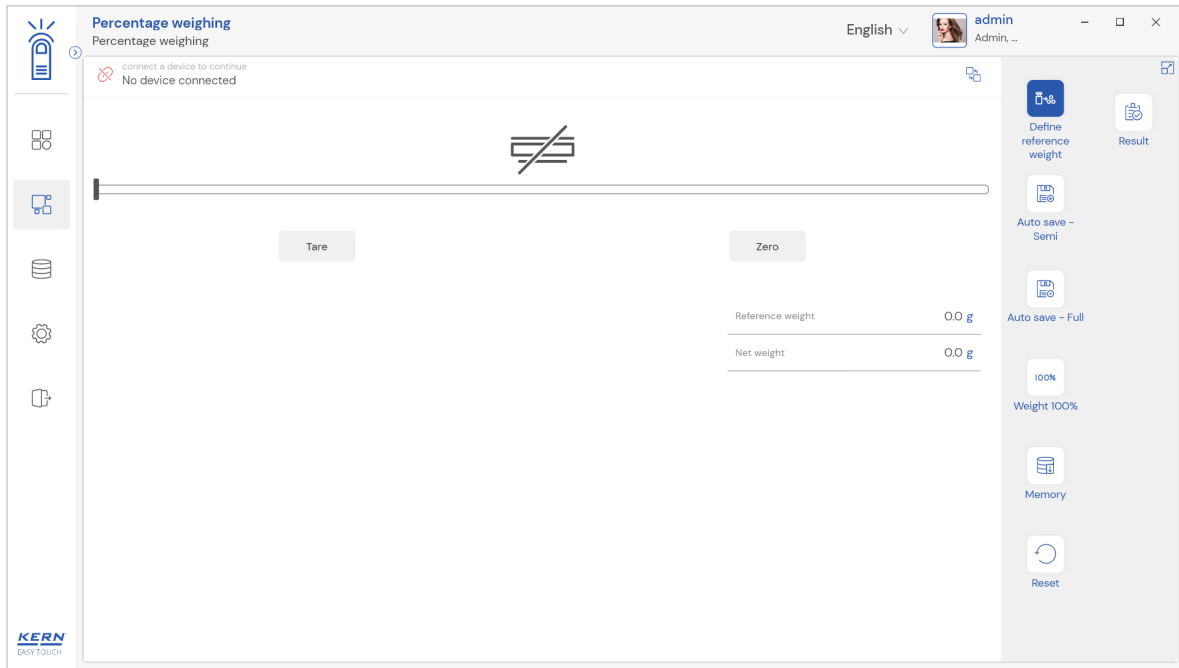 Percentage weighing
Percentage weighing
English
admin
Admin, ...
connect a device to continue
No device connected
Define
reference
weight
Result
Auto save -
Semi
Tare
Zero
Reference weight 0.0 g
Auto save - Full
Net weight 0.0 g
100%
Weight 100%
Memory
Reset
KERN
EASY TOUCH